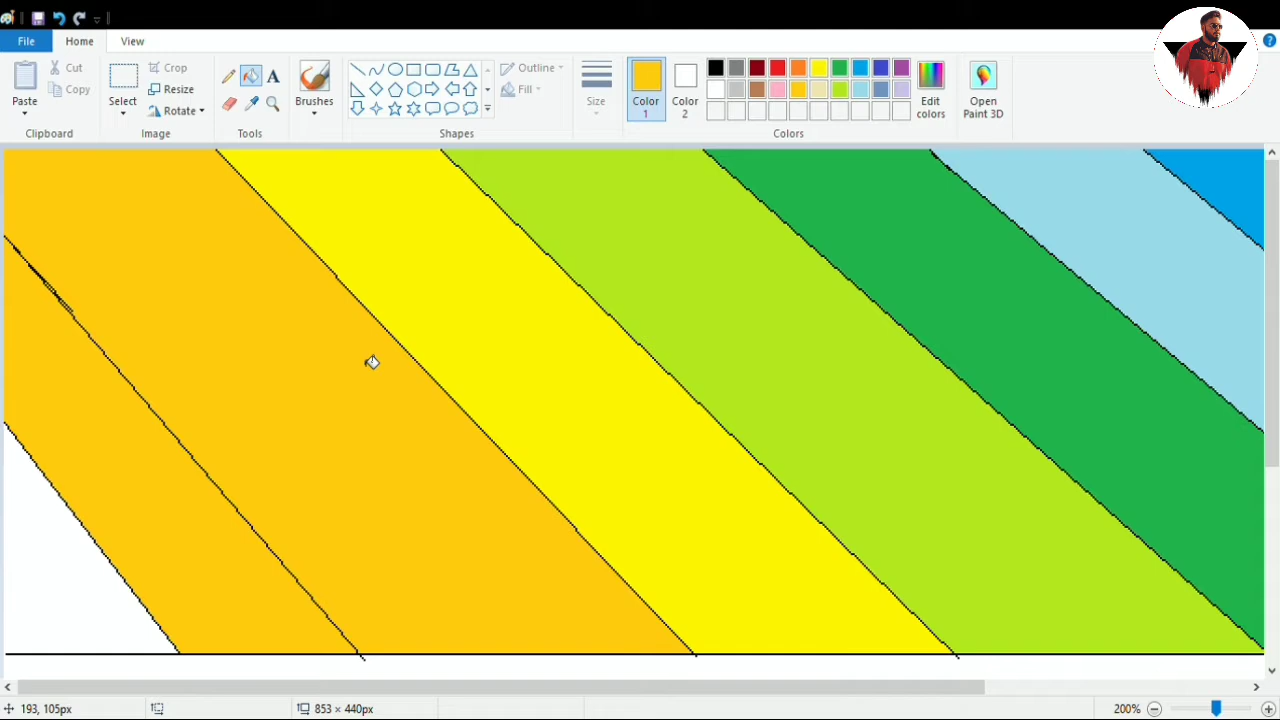 File Home View
Paste
Cut
Copy
Clipboard
Select
Crop
Resize
Rotate
Image
A
Tools
Brushes
Outline
Fill
Shapes
Size
Color
1
Color
2
Edit
colors
Colors
Open
Paint 3D
193, 105px
853 × 440px
200%